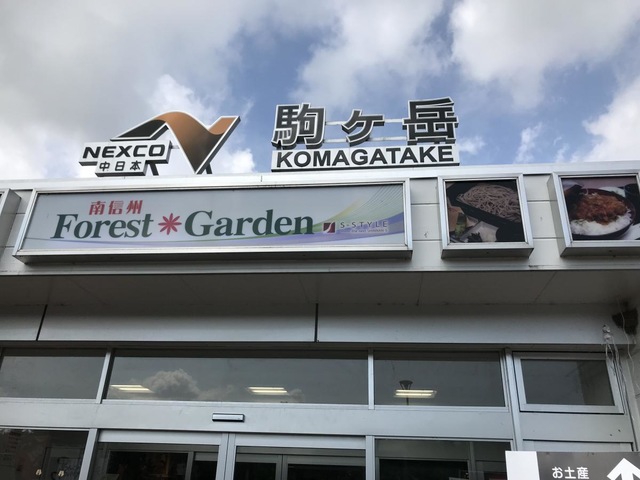 NEXCO
中日本
駒ヶ岳
KOMAGATAKE
南信州
Forest Garden
S-STYLE
お土産